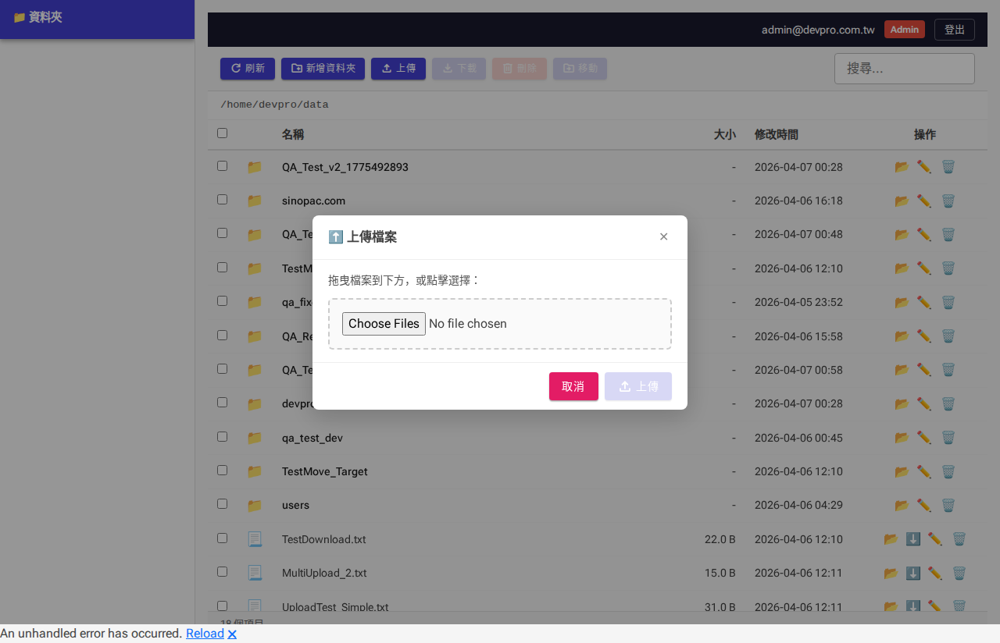 資料夾
admin@devpro.com.tw Admin 登出
刷新 新增資料夾 上傳 下載 刪除 移動 搜尋...
/home/devpro/data
名稱 大小 修改時間 操作
QA_Test_v2_1775492893 - 2026-04-07 00:28
sinopac.com - 2026-04-06 16:18
QA_Te - 2026-04-07 00:48
TestM - 2026-04-06 12:10
qa_fix - 2026-04-05 23:52
QA_Re - 2026-04-06 15:58
QA_Te - 2026-04-07 00:58
devpr - 2026-04-07 00:28
qa_test_dev - 2026-04-06 00:45
TestMove_Target - 2026-04-06 12:10
users - 2026-04-06 04:29
TestDownload.txt 22.0 B 2026-04-06 12:10
MultiUpload_2.txt 15.0 B 2026-04-06 12:11
UploadTest_Simple.txt 31.0 B 2026-04-06 12:11
18 個項目
上傳檔案 ×
拖曳檔案到下方，或點擊選擇：
Choose Files No file chosen
取消 上傳
An unhandled error has occurred. Reload